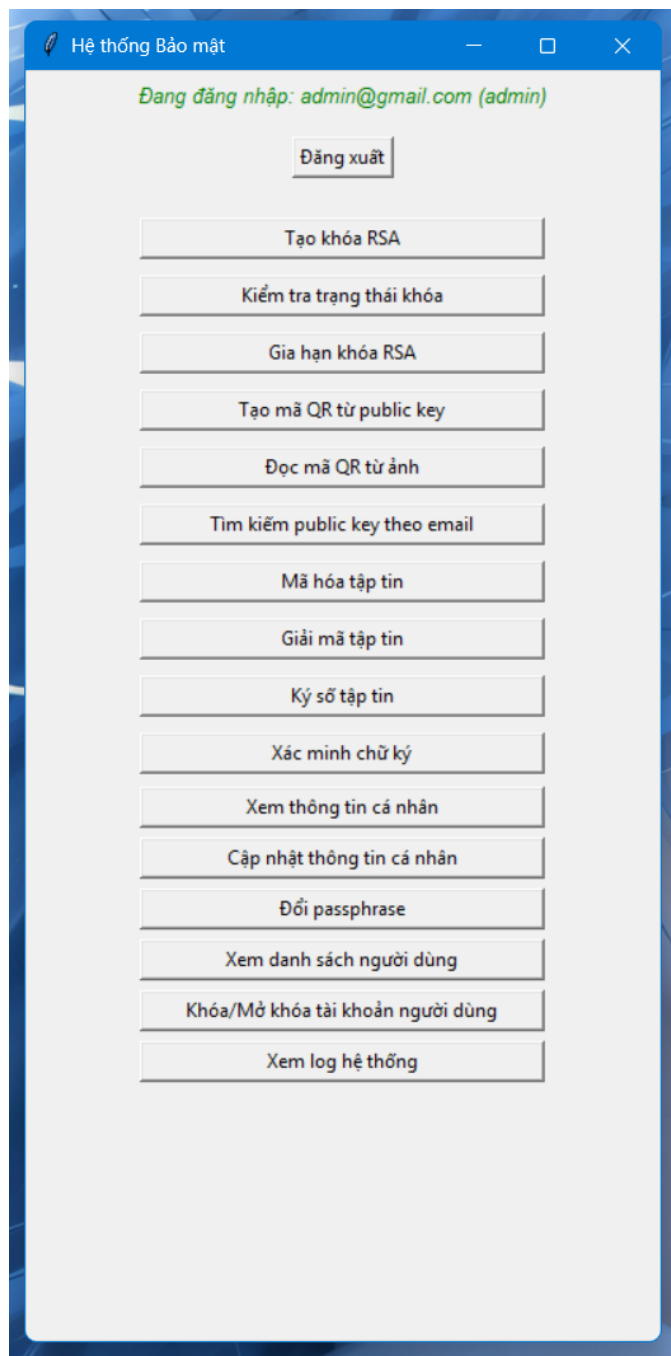 Hệ thống Bảo mật
Đang đăng nhập: admin@gmail.com (admin)
Đăng xuất
Tạo khóa RSA
Kiểm tra trạng thái khóa
Gia hạn khóa RSA
Tạo mã QR từ public key
Đọc mã QR từ ảnh
Tìm kiếm public key theo email
Mã hóa tập tin
Giải mã tập tin
Ký số tập tin
Xác minh chữ ký
Xem thông tin cá nhân
Cập nhật thông tin cá nhân
Đổi passphrase
Xem danh sách người dùng
Khóa/Mở khóa tài khoản người dùng
Xem log hệ thống